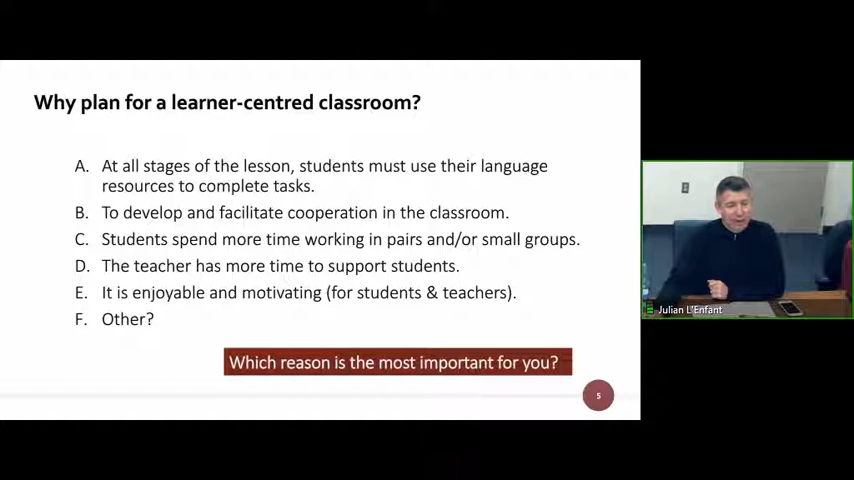 Why plan for a learner-centred classroom?
A. At all stages of the lesson, students must use their language
resources to complete tasks.
B. To develop and facilitate cooperation in the classroom.
C. Students spend more time working in pairs and/or small groups.
D. The teacher has more time to support students.
E. It is enjoyable and motivating (for students & teachers).
F. Other?
Which reason is the most important for you?
5
Julian L'Enfant